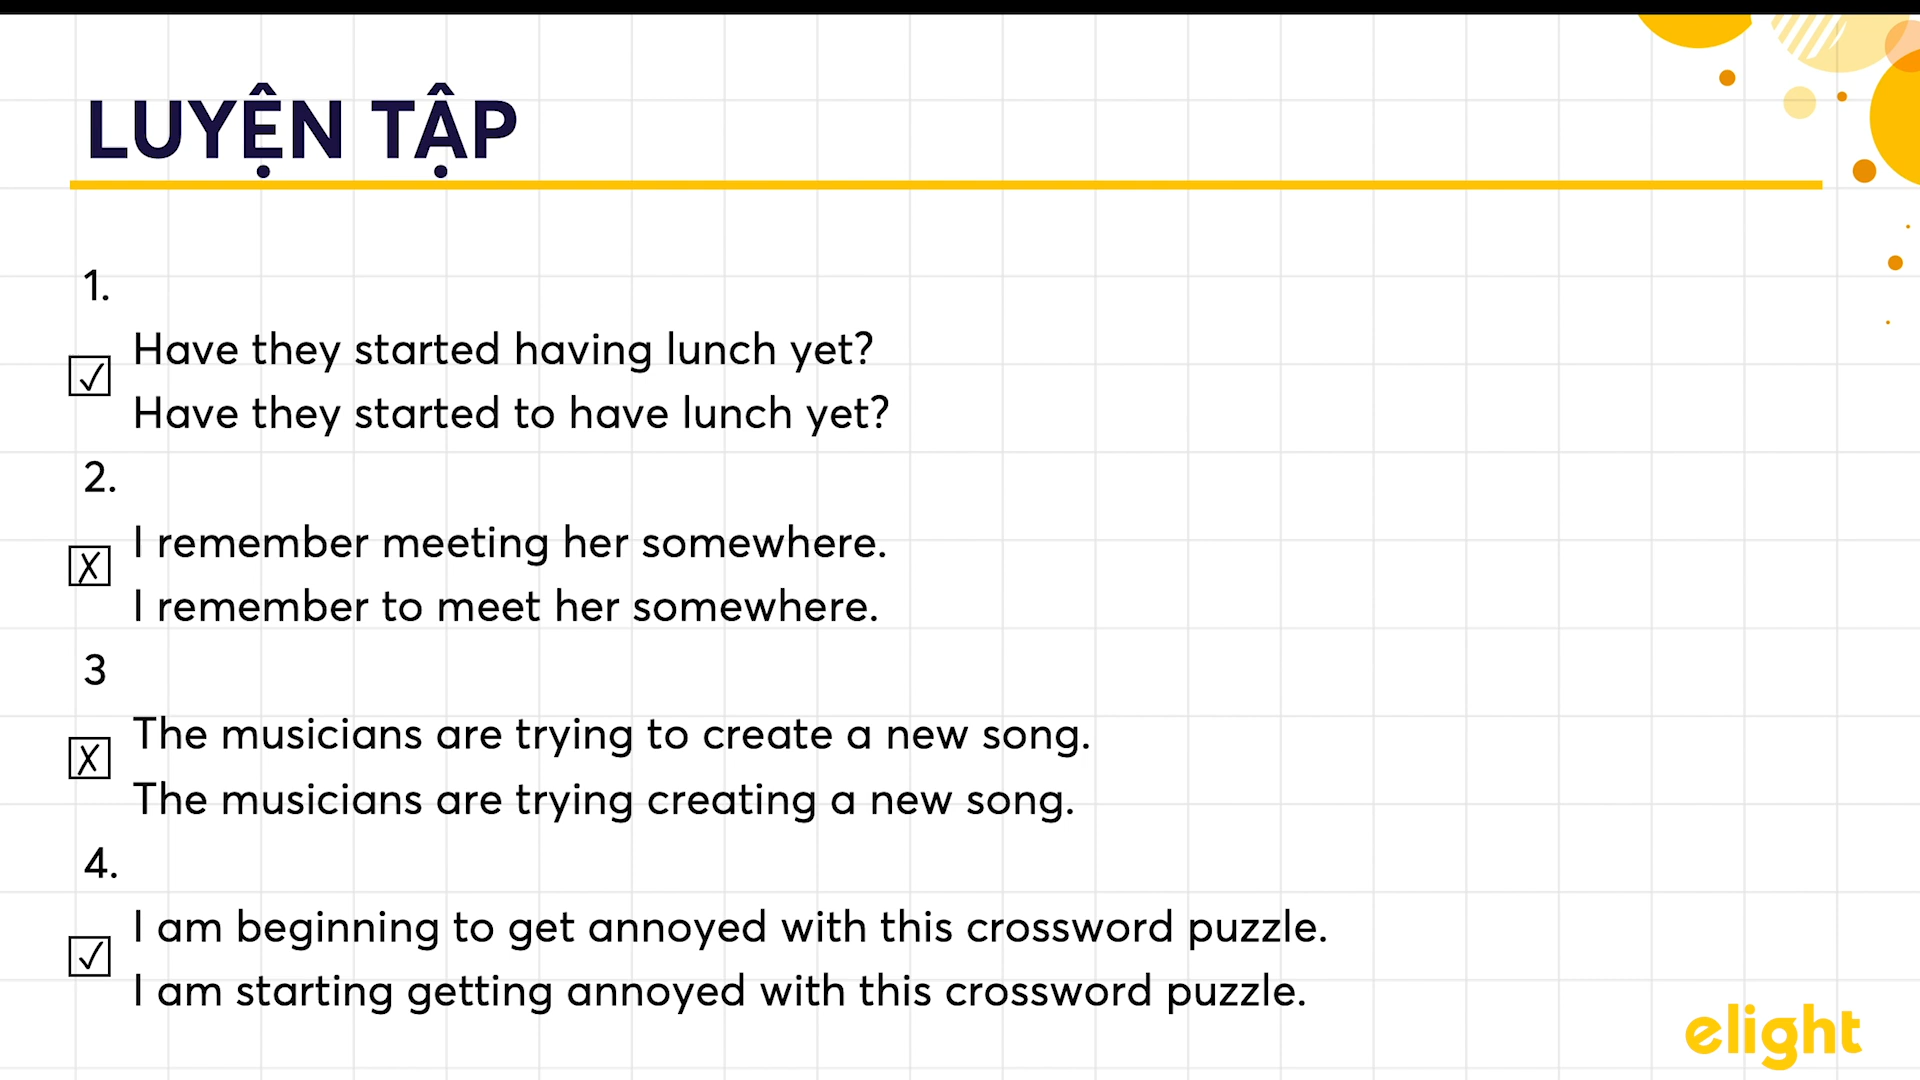 LUYỆN TẬP
1.
Have they started having lunch yet?
Have they started to have lunch yet?
2.
I remember meeting her somewhere.
I remember to meet her somewhere.
3
The musicians are trying to create a new song.
The musicians are trying creating a new song.
4.
I am beginning to get annoyed with this crossword puzzle.
I am starting getting annoyed with this crossword puzzle.
elight